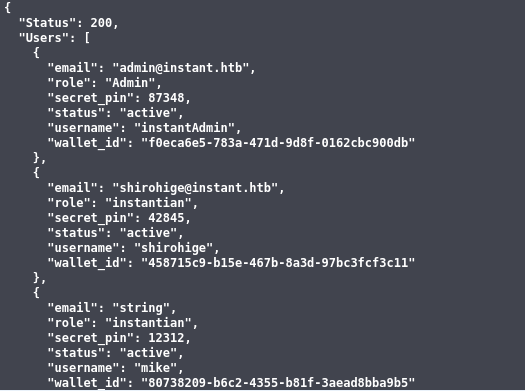 {
"Status": 200,
"Users": [
{
"email": "admin@instant.htb",
"role": "Admin",
"secret_pin": 87348,
"status": "active",
"username": "instantAdmin",
"wallet_id": "f0eca6e5-783a-471d-9d8f-0162cbc900db"
},
{
"email": "shirohige@instant.htb",
"role": "instantian",
"secret_pin": 42845,
"status": "active",
"username": "shirohige",
"wallet_id": "458715c9-b15e-467b-8a3d-97bc3fcf3c11"
},
{
"email": "string",
"role": "instantian",
"secret_pin": 12312,
"status": "active",
"username": "mike",
"wallet_id": "80738209-b6c2-4355-b81f-3aead8bba9b5"